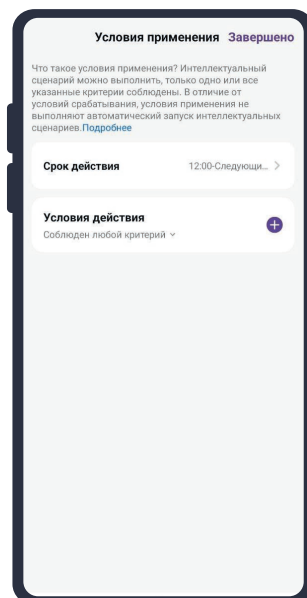 Условия применения Завершено
Что такое условия применения? Интеллектуальный
сценарий можно выполнить, только одно или все
указанные критерии соблюдены. В отличие от
условий срабатывания, условия применения не
выполняют автоматический запуск интеллектуальных
сценариев.Подробнее
Срок действия 12:00-Следующи...
Условия действия
Соблюден любой критерий